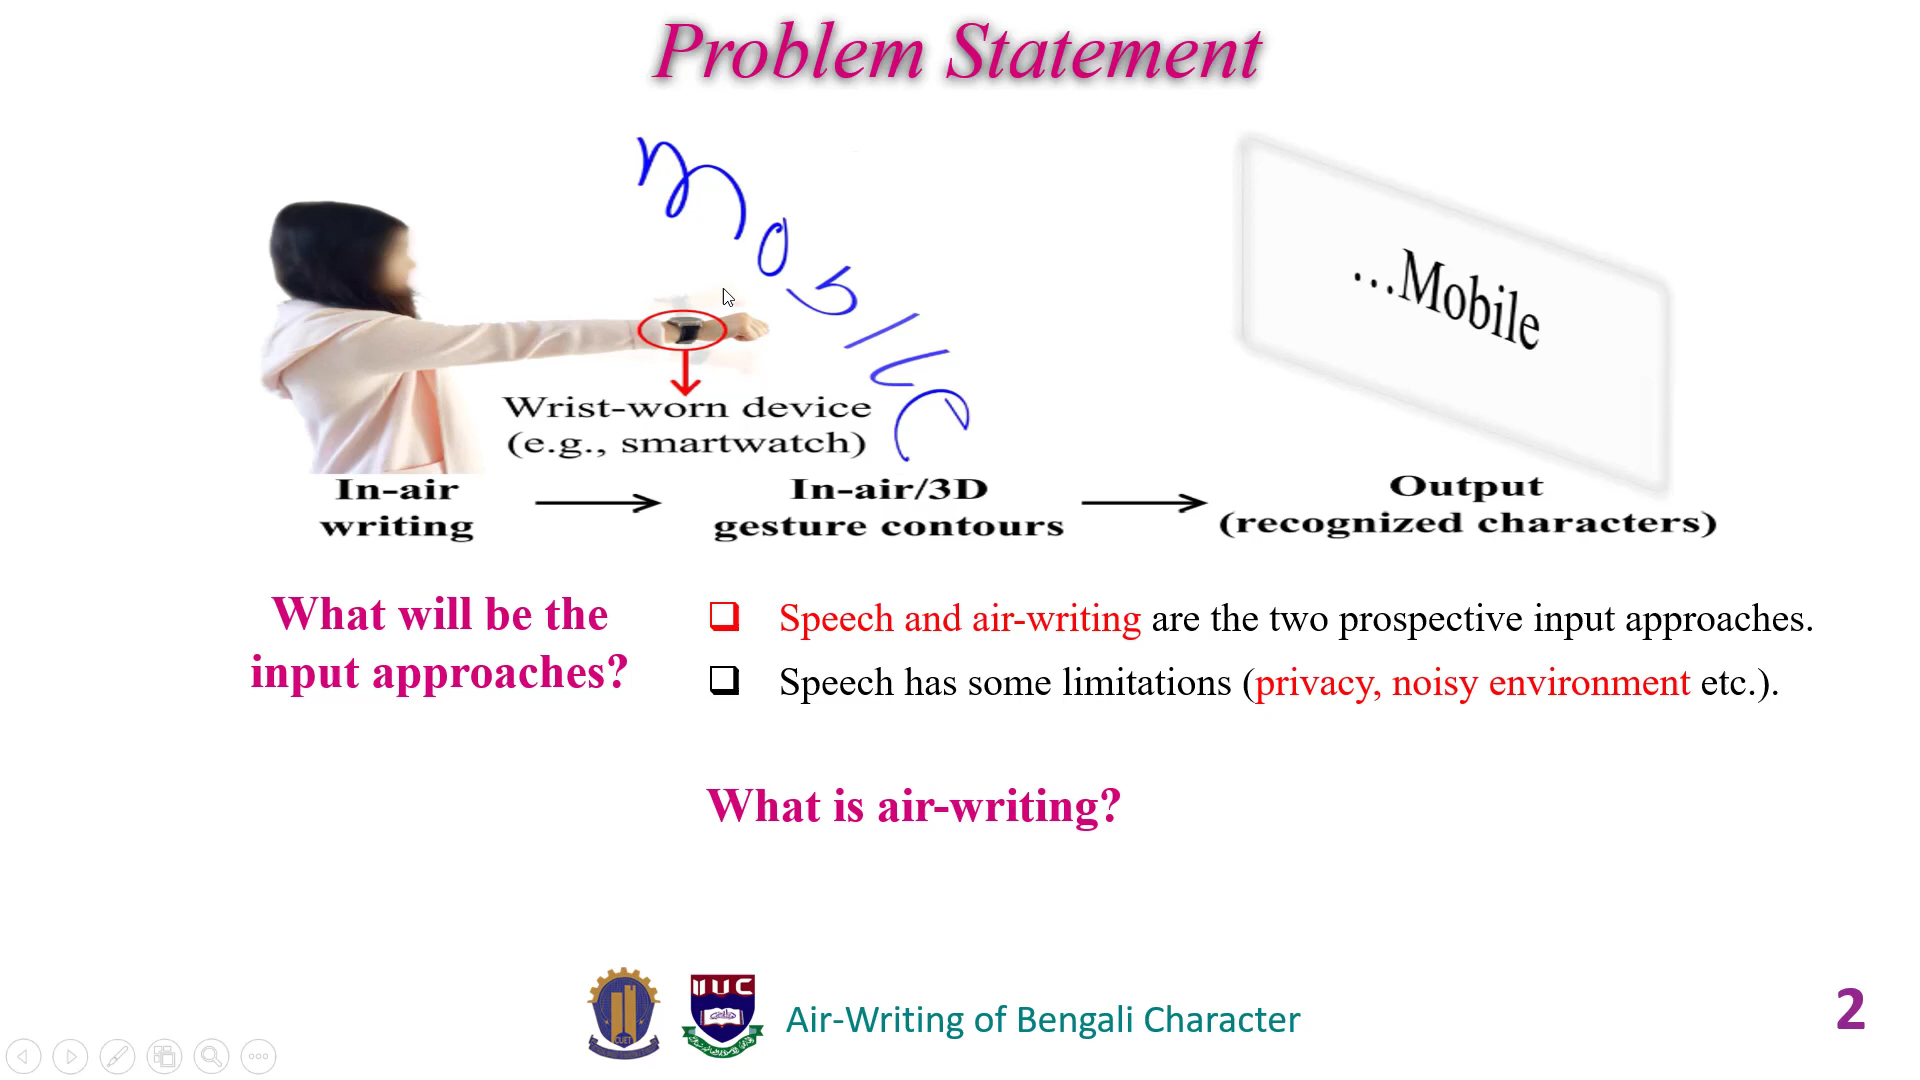 Problem Statement
Mobile
...Mobile
Wrist-worn device
(e.g., smartwatch)
In-air
writing
In-air/3D
gesture contours
Output
(recognized characters)
What will be the
input approaches?
❑ Speech and air-writing are the two prospective input approaches.
❑ Speech has some limitations (privacy, noisy environment etc.).
What is air-writing?
CUET
IIUC
Air-Writing of Bengali Character
2